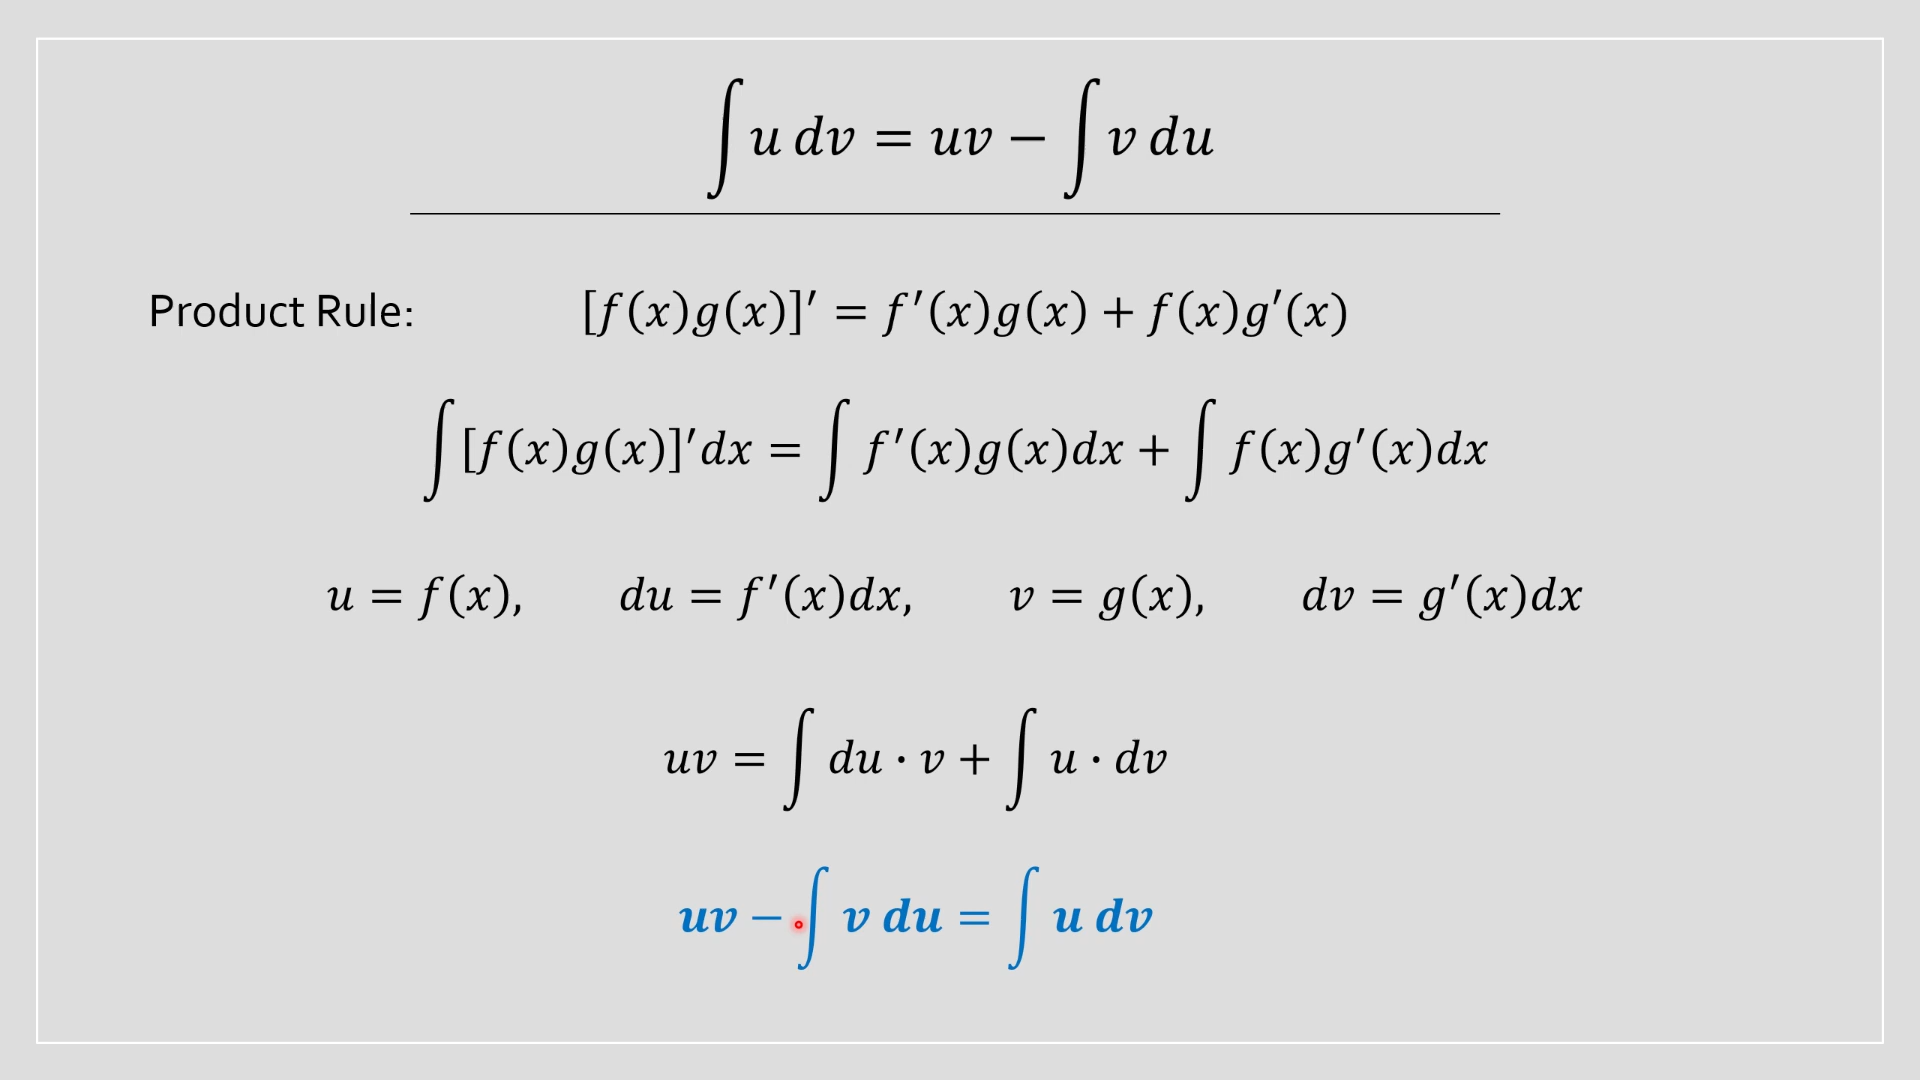 ∫ u dv = uv − ∫ v du
Product Rule: [f(x)g(x)]′ = f′(x)g(x) + f(x)g′(x)
∫ [f(x)g(x)]′dx = ∫ f′(x)g(x)dx + ∫ f(x)g′(x)dx
u = f(x), du = f′(x)dx, v = g(x), dv = g′(x)dx
uv = ∫ du · v + ∫ u · dv
uv − ∫ v du = ∫ u dv